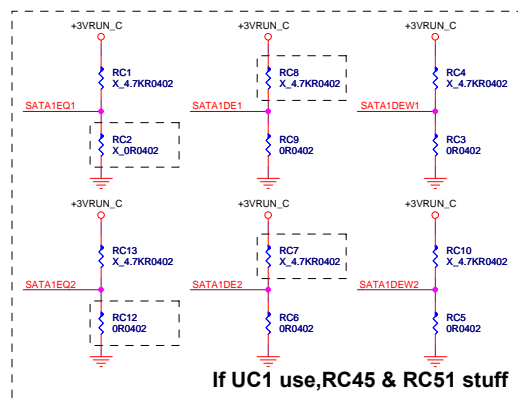 +3VRUN_C +3VRUN_C +3VRUN_C
RC1 RC8 RC4
X_4.7KR0402 X_4.7KR0402 X_4.7KR0402
SATA1EQ1 SATA1DE1 SATA1DEW1
RC2 RC9 RC3
X_0R0402 0R0402 0R0402
+3VRUN_C +3VRUN_C +3VRUN_C
RC13 RC7 RC10
X_4.7KR0402 X_4.7KR0402 X_4.7KR0402
SATA1EQ2 SATA1DE2 SATA1DEW2
RC12 RC6 RC5
0R0402 0R0402 0R0402
If UC1 use,RC45 & RC51 stuff